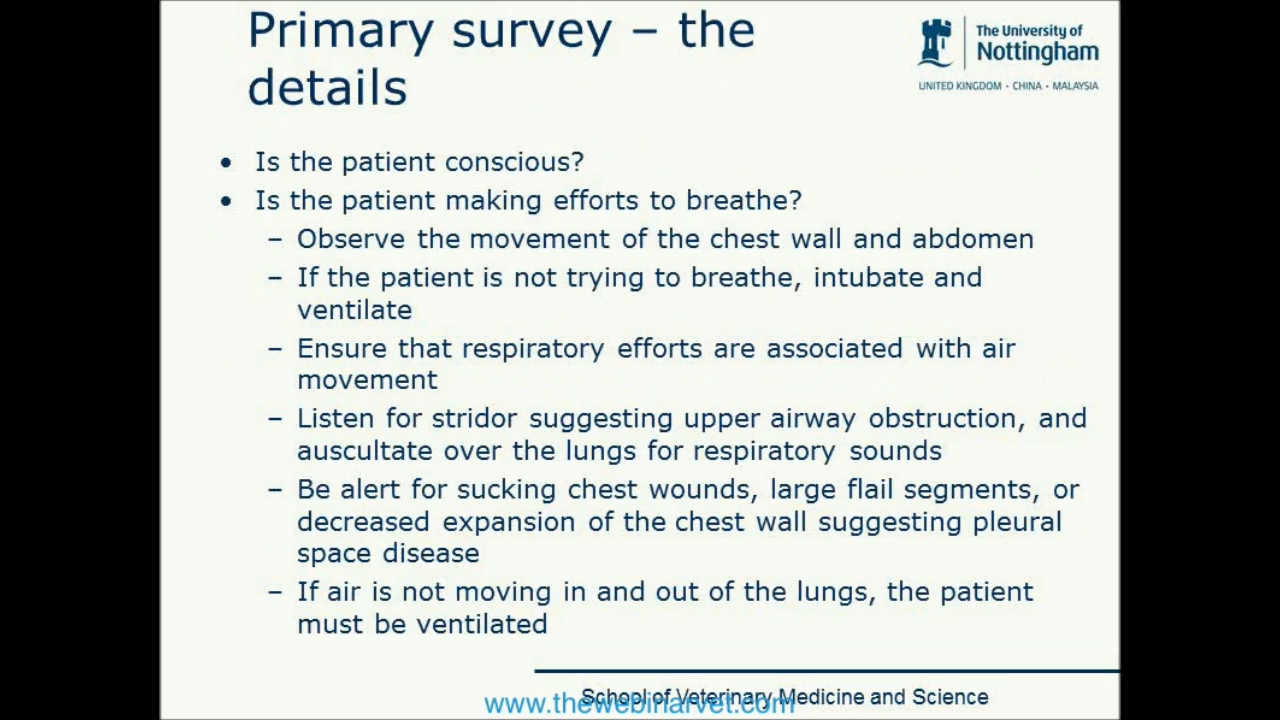 Primary survey – the
details
The University of
Nottingham
UNITED KINGDOM · CHINA · MALAYSIA
• Is the patient conscious?
• Is the patient making efforts to breathe?
– Observe the movement of the chest wall and abdomen
– If the patient is not trying to breathe, intubate and
ventilate
– Ensure that respiratory efforts are associated with air
movement
– Listen for stridor suggesting upper airway obstruction, and
auscultate over the lungs for respiratory sounds
– Be alert for sucking chest wounds, large flail segments, or
decreased expansion of the chest wall suggesting pleural
space disease
– If air is not moving in and out of the lungs, the patient
must be ventilated
School of Veterinary Medicine and Science
www.thewebinarvet.com